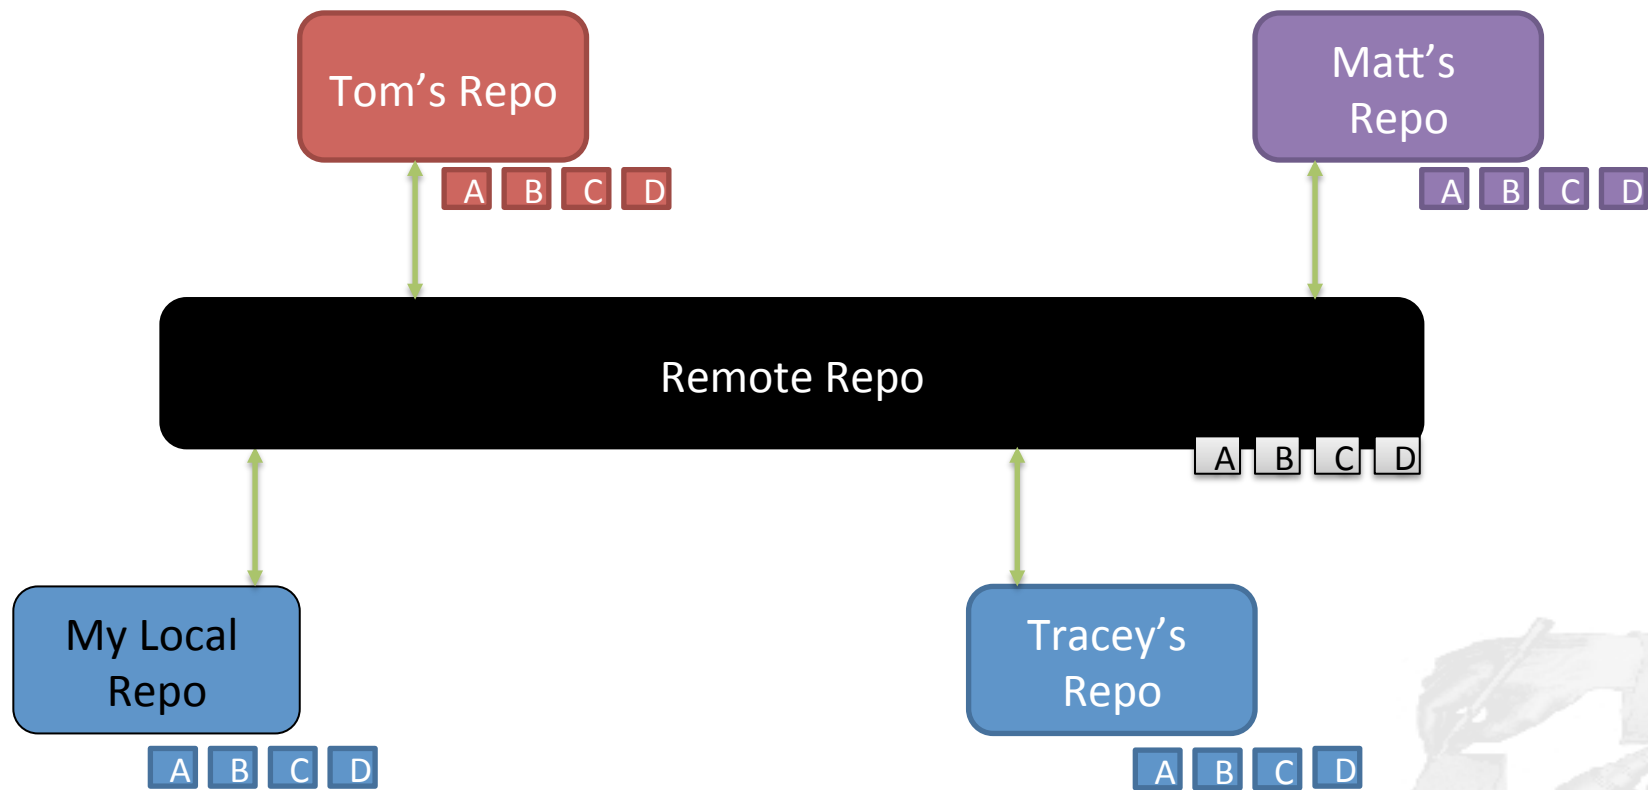 Tom’s Repo
Matt’s
Repo
A B C D
A B C D
Remote Repo
A B C D
My Local
Repo
Tracey’s
Repo
A B C D
A B C D